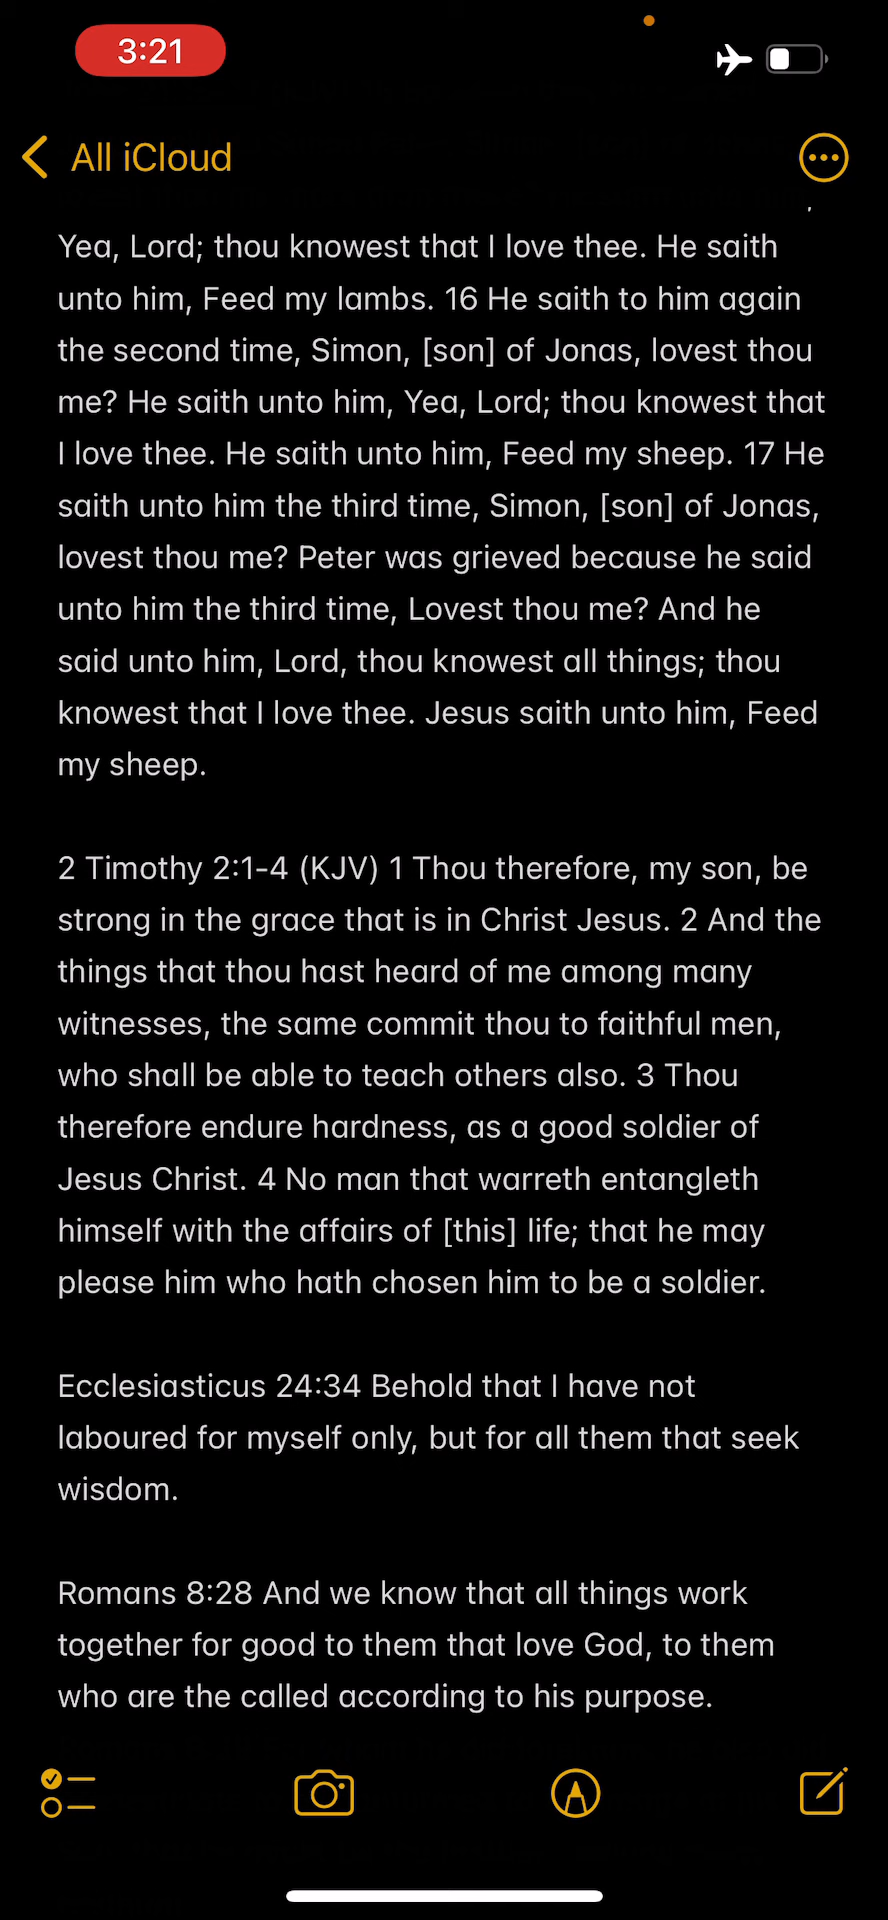 3:21
All iCloud
Yea, Lord; thou knowest that I love thee. He saith
unto him, Feed my lambs. 16 He saith to him again
the second time, Simon, [son] of Jonas, lovest thou
me? He saith unto him, Yea, Lord; thou knowest that
I love thee. He saith unto him, Feed my sheep. 17 He
saith unto him the third time, Simon, [son] of Jonas,
lovest thou me? Peter was grieved because he said
unto him the third time, Lovest thou me? And he
said unto him, Lord, thou knowest all things; thou
knowest that I love thee. Jesus saith unto him, Feed
my sheep.
2 Timothy 2:1-4 (KJV) 1 Thou therefore, my son, be
strong in the grace that is in Christ Jesus. 2 And the
things that thou hast heard of me among many
witnesses, the same commit thou to faithful men,
who shall be able to teach others also. 3 Thou
therefore endure hardness, as a good soldier of
Jesus Christ. 4 No man that warreth entangleth
himself with the affairs of [this] life; that he may
please him who hath chosen him to be a soldier.
Ecclesiasticus 24:34 Behold that I have not
laboured for myself only, but for all them that seek
wisdom.
Romans 8:28 And we know that all things work
together for good to them that love God, to them
who are the called according to his purpose.